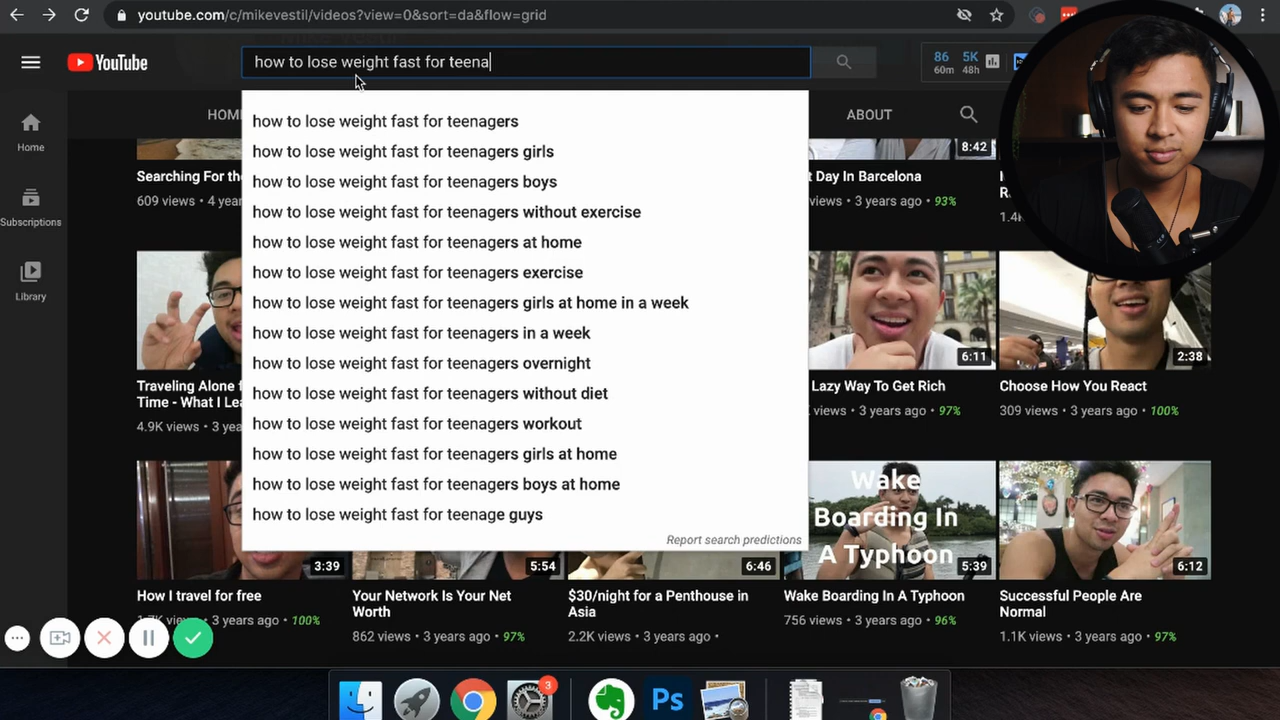 youtube.com/c/mikevestil/videos?view=0&sort=da&flow=grid
YouTube
how to lose weight fast for teena
86 5K
60m 48h
HOME
ABOUT
how to lose weight fast for teenagers
how to lose weight fast for teenagers girls
how to lose weight fast for teenagers boys
how to lose weight fast for teenagers without exercise
how to lose weight fast for teenagers at home
how to lose weight fast for teenagers exercise
how to lose weight fast for teenagers girls at home in a week
how to lose weight fast for teenagers in a week
how to lose weight fast for teenagers overnight
how to lose weight fast for teenagers without diet
how to lose weight fast for teenagers workout
how to lose weight fast for teenagers girls at home
how to lose weight fast for teenagers boys at home
how to lose weight fast for teenage guys
Report search predictions
Home
Subscriptions
Library
8:42
Searching For
609 views • 4
Day In Barcelona
views • 3 years ago • 93%
6:11
2:38
Traveling Alone
Time - What I
4.9K views • 3
Lazy Way To Get Rich
views • 3 years ago • 97%
Choose How You React
309 views • 3 years ago • 100%
Wake
Boarding In
A Typhoon
3:39
5:54
6:46
5:39
6:12
How I travel for free
1.7K views • 3 years ago • 100%
Your Network Is Your Net
Worth
862 views • 3 years ago • 97%
$30/night for a Penthouse in
Asia
2.2K views • 3 years ago •
Wake Boarding In A Typhoon
756 views • 3 years ago • 96%
Successful People Are
Normal
1.1K views • 3 years ago • 97%
3
Ps